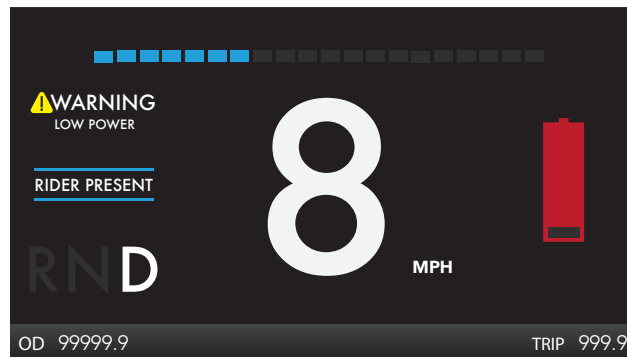 WARNING
LOW POWER
RIDER PRESENT
RND
8 MPH
OD 99999.9
TRIP 999.9